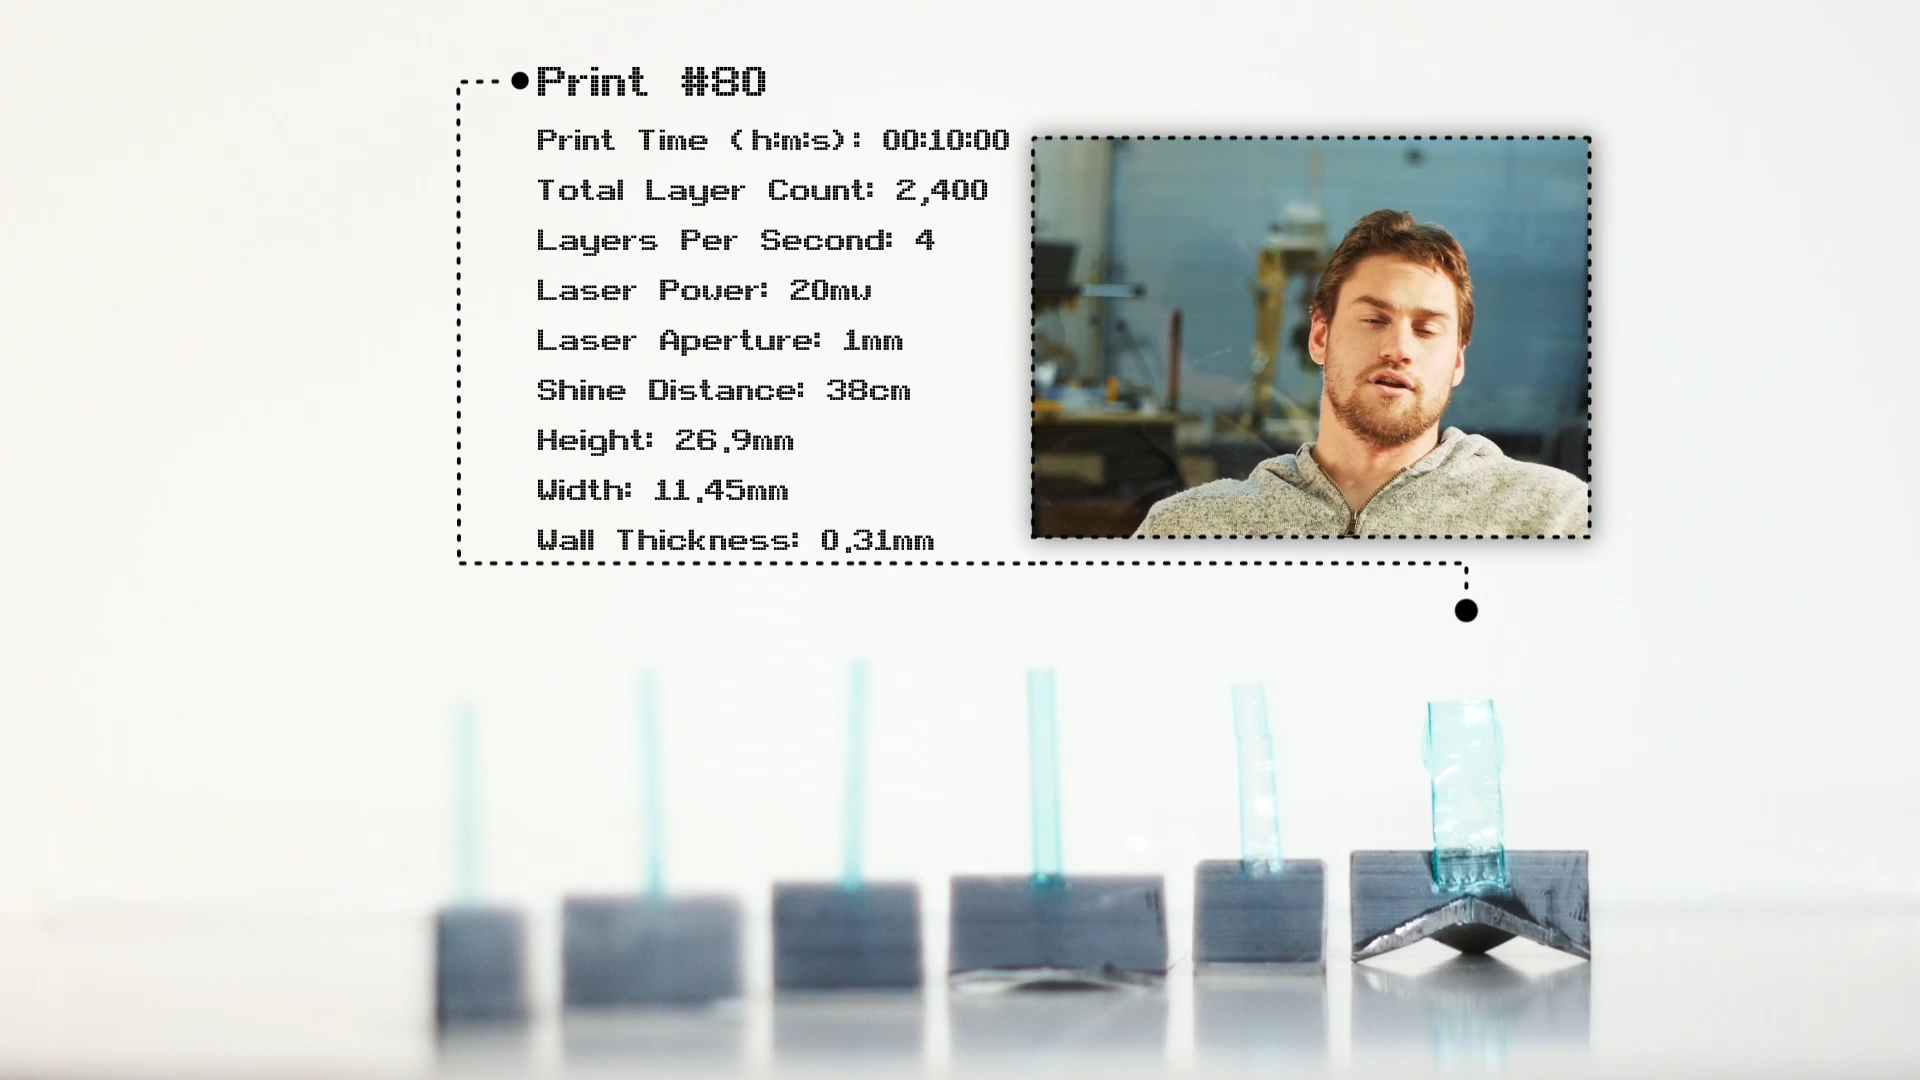 Print #80
Print Time (h:m:s): 00:10:00
Total Layer Count: 2,400
Layers Per Second: 4
Laser Power: 20mw
Laser Aperture: 1mm
Shine Distance: 38cm
Height: 26.9mm
Width: 11.45mm
Wall Thickness: 0.31mm